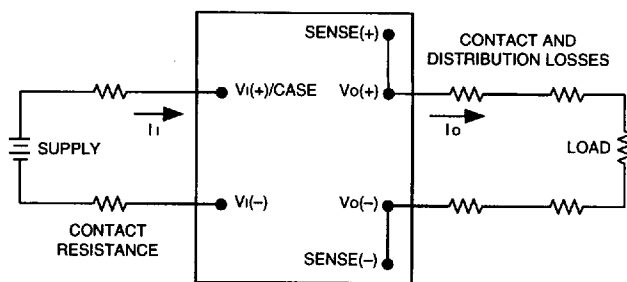 SENSE(+)
CONTACT AND
DISTRIBUTION LOSSES
VI(+)/CASE
VO(+)
II
IO
SUPPLY
LOAD
VI(–)
VO(–)
CONTACT
RESISTANCE
SENSE(–)